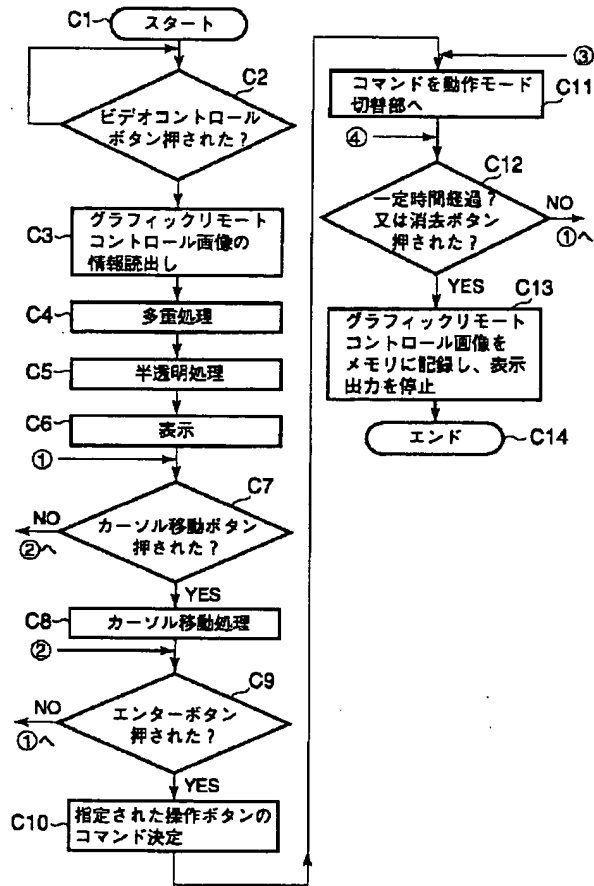 C1
スタート
C2
ビデオコントロール
ボタン押された?
C3
グラフィックリモート
コントロール画像の
情報読出し
C4
多重処理
C5
半透明処理
C6
表示
①
C7
カーソル移動ボタン
押された?
NO
②へ
YES
C8
カーソル移動処理
②
C9
エンターボタン
押された?
NO
①へ
YES
C10
指定された操作ボタンの
コマンド決定
③
コマンドを動作モード
切替部へ
C11
④
C12
一定時間経過?
又は消去ボタン
押された?
NO
①へ
YES
C13
グラフィックリモート
コントロール画像を
メモリに記録し、表示
出力を停止
エンド
C14